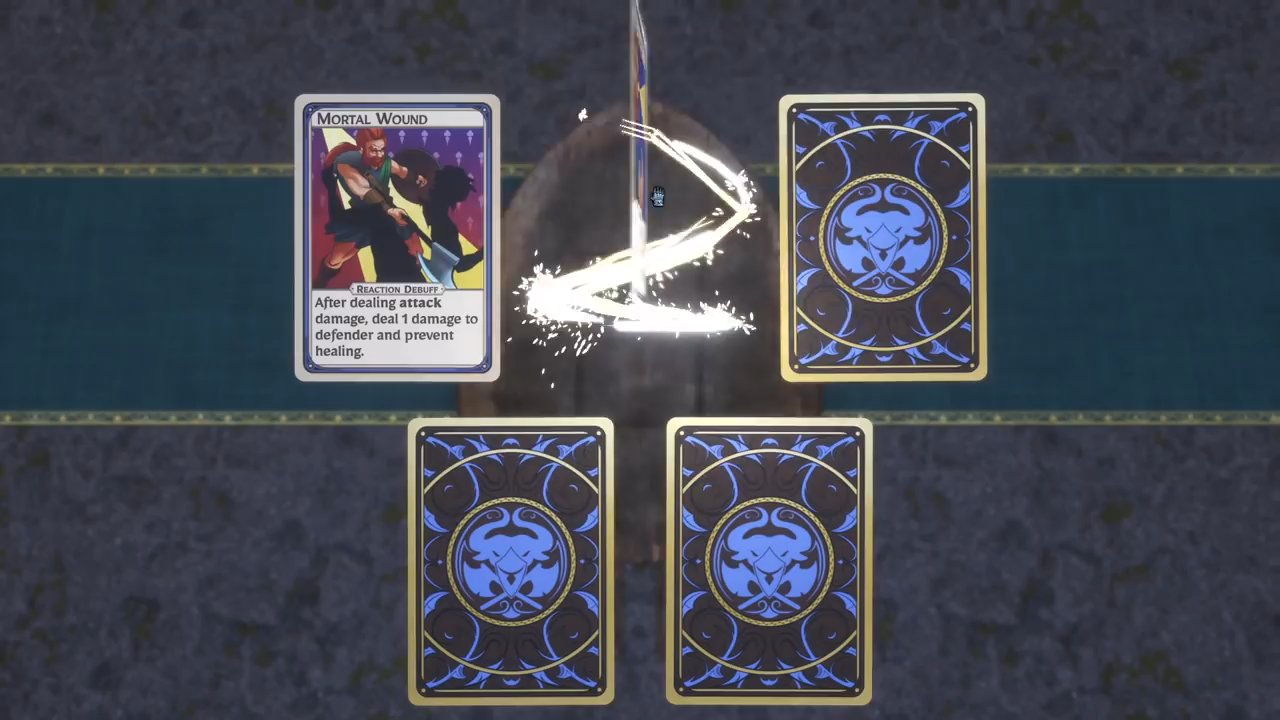 Mortal Wound
Reaction Debuff
After dealing attack
damage, deal 1 damage to
defender and prevent
healing.